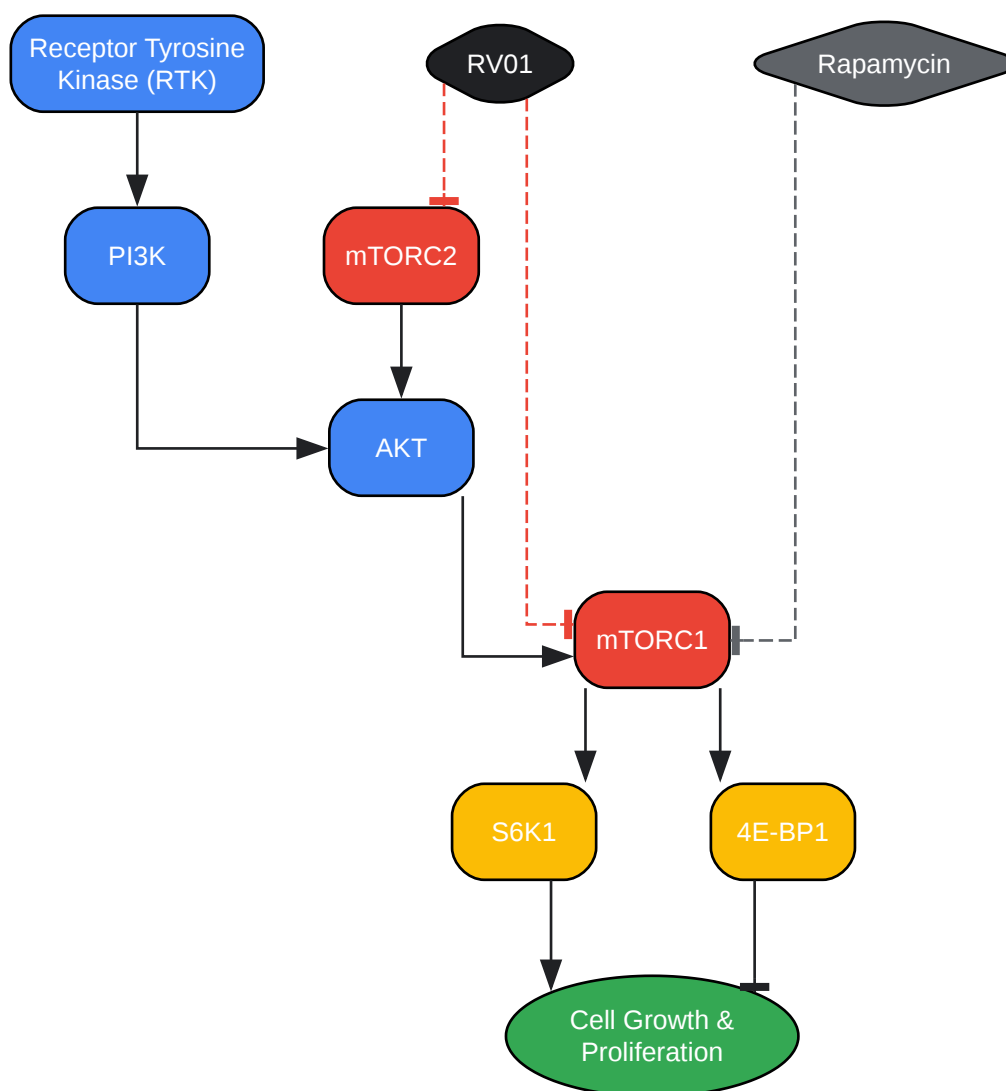 Receptor Tyrosine
Kinase (RTK)
RV01
Rapamycin
PI3K
mTORC2
AKT
mTORC1
S6K1
4E-BP1
Cell Growth &
Proliferation